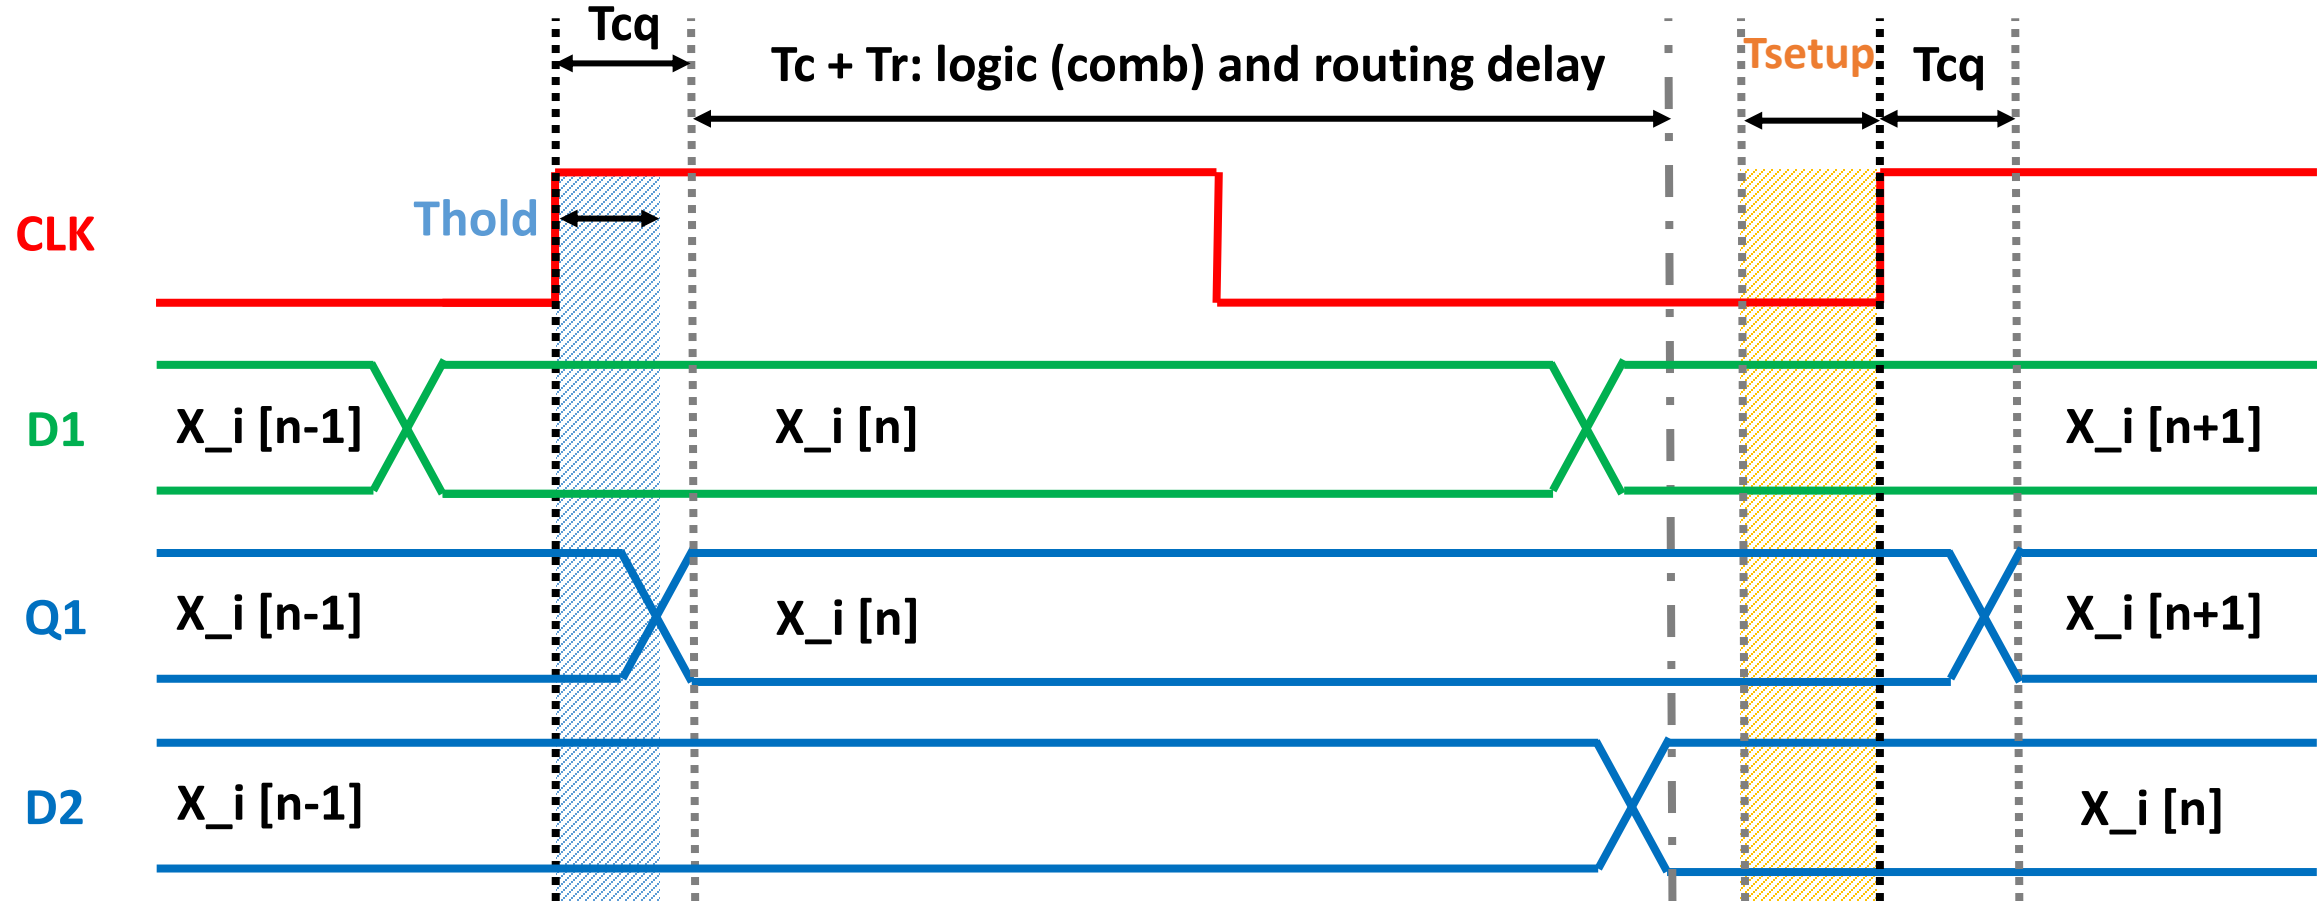 Tcq
Tc + Tr: logic (comb) and routing delay
Tsetup
Tcq
Thold
CLK
D1
X_i [n-1]
X_i [n]
X_i [n+1]
Q1
X_i [n-1]
X_i [n]
X_i [n+1]
D2
X_i [n-1]
X_i [n]